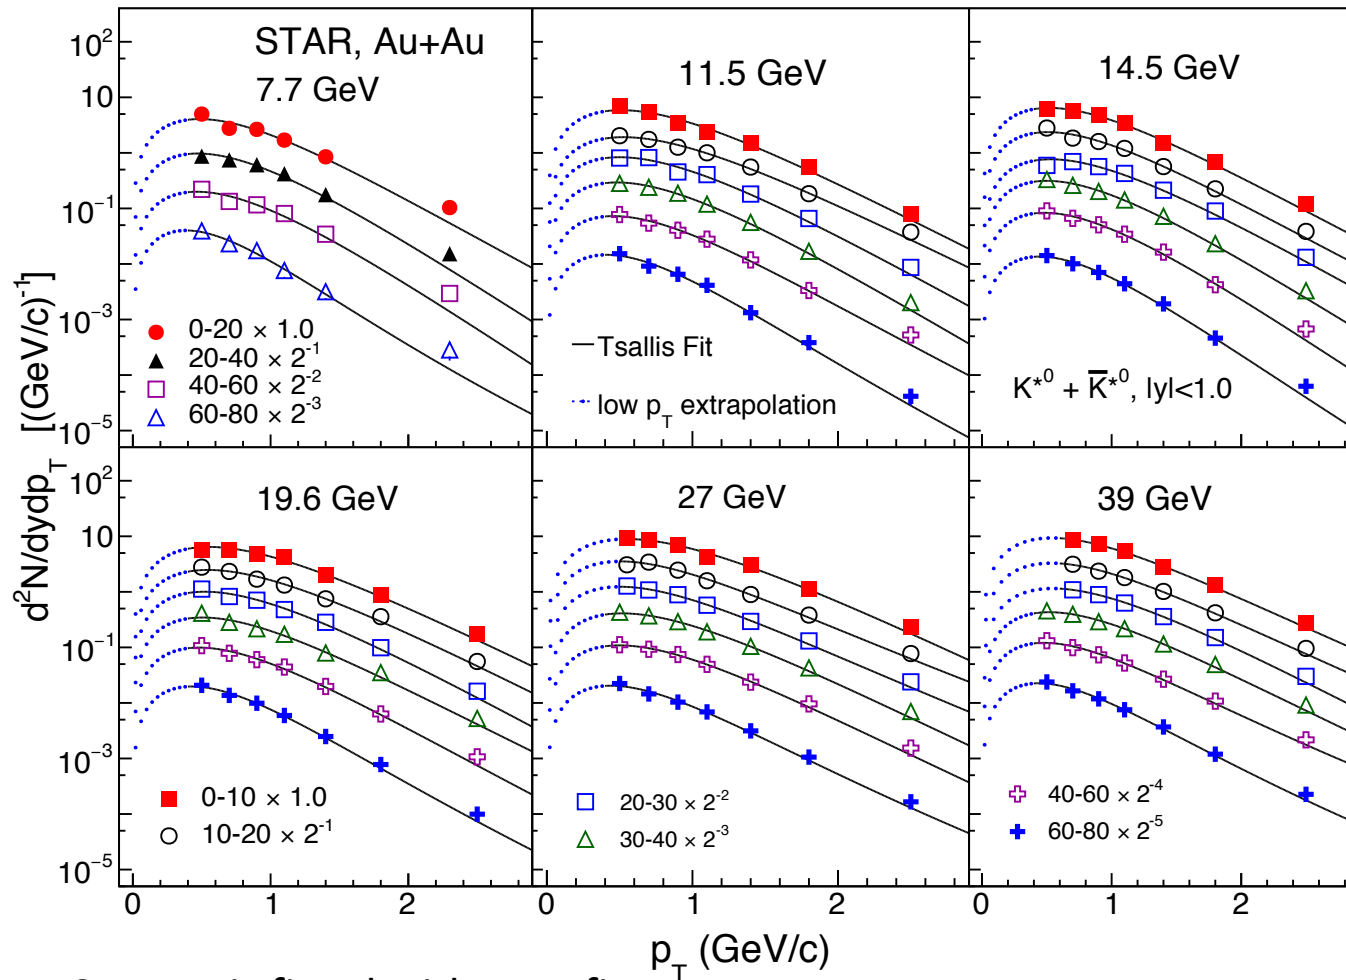 STAR, Au+Au
7.7 GeV
11.5 GeV
14.5 GeV
10²
10
10⁻¹
10⁻³
10⁻⁵
0-20 × 1.0
20-40 × 2⁻¹
40-60 × 2⁻²
60-80 × 2⁻³
Tsallis Fit
low p_T extrapolation
K*⁰ + K̅*⁰, |y|<1.0
d²N/dydp_T [(GeV/c)⁻¹]
19.6 GeV
27 GeV
39 GeV
10²
10
10⁻¹
10⁻³
10⁻⁵
0-10 × 1.0
10-20 × 2⁻¹
20-30 × 2⁻²
30-40 × 2⁻³
40-60 × 2⁻⁴
60-80 × 2⁻⁵
0 1 2 0 1 2 0 1 2
p_T (GeV/c)